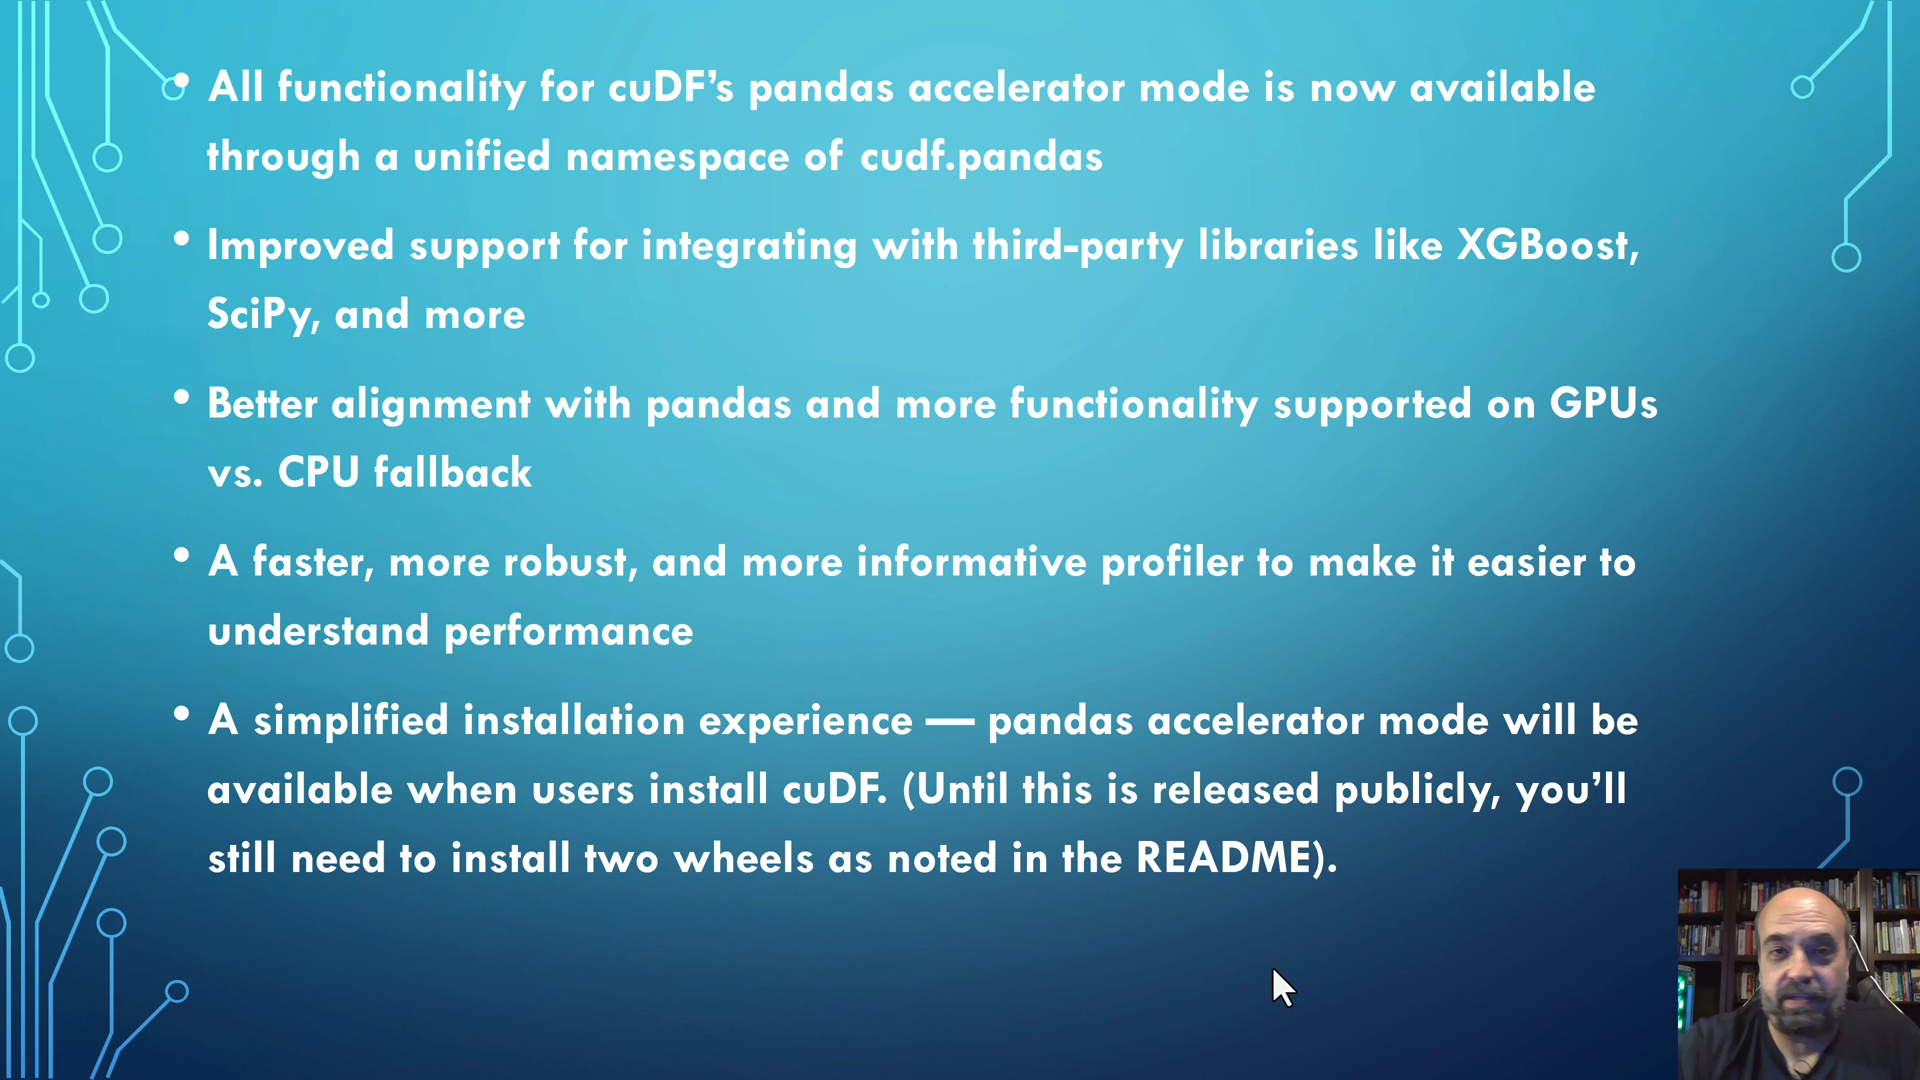 • All functionality for cuDF’s pandas accelerator mode is now available
through a unified namespace of cudf.pandas
• Improved support for integrating with third-party libraries like XGBoost,
SciPy, and more
• Better alignment with pandas and more functionality supported on GPUs
vs. CPU fallback
• A faster, more robust, and more informative profiler to make it easier to
understand performance
• A simplified installation experience — pandas accelerator mode will be
available when users install cuDF. (Until this is released publicly, you’ll
still need to install two wheels as noted in the README).